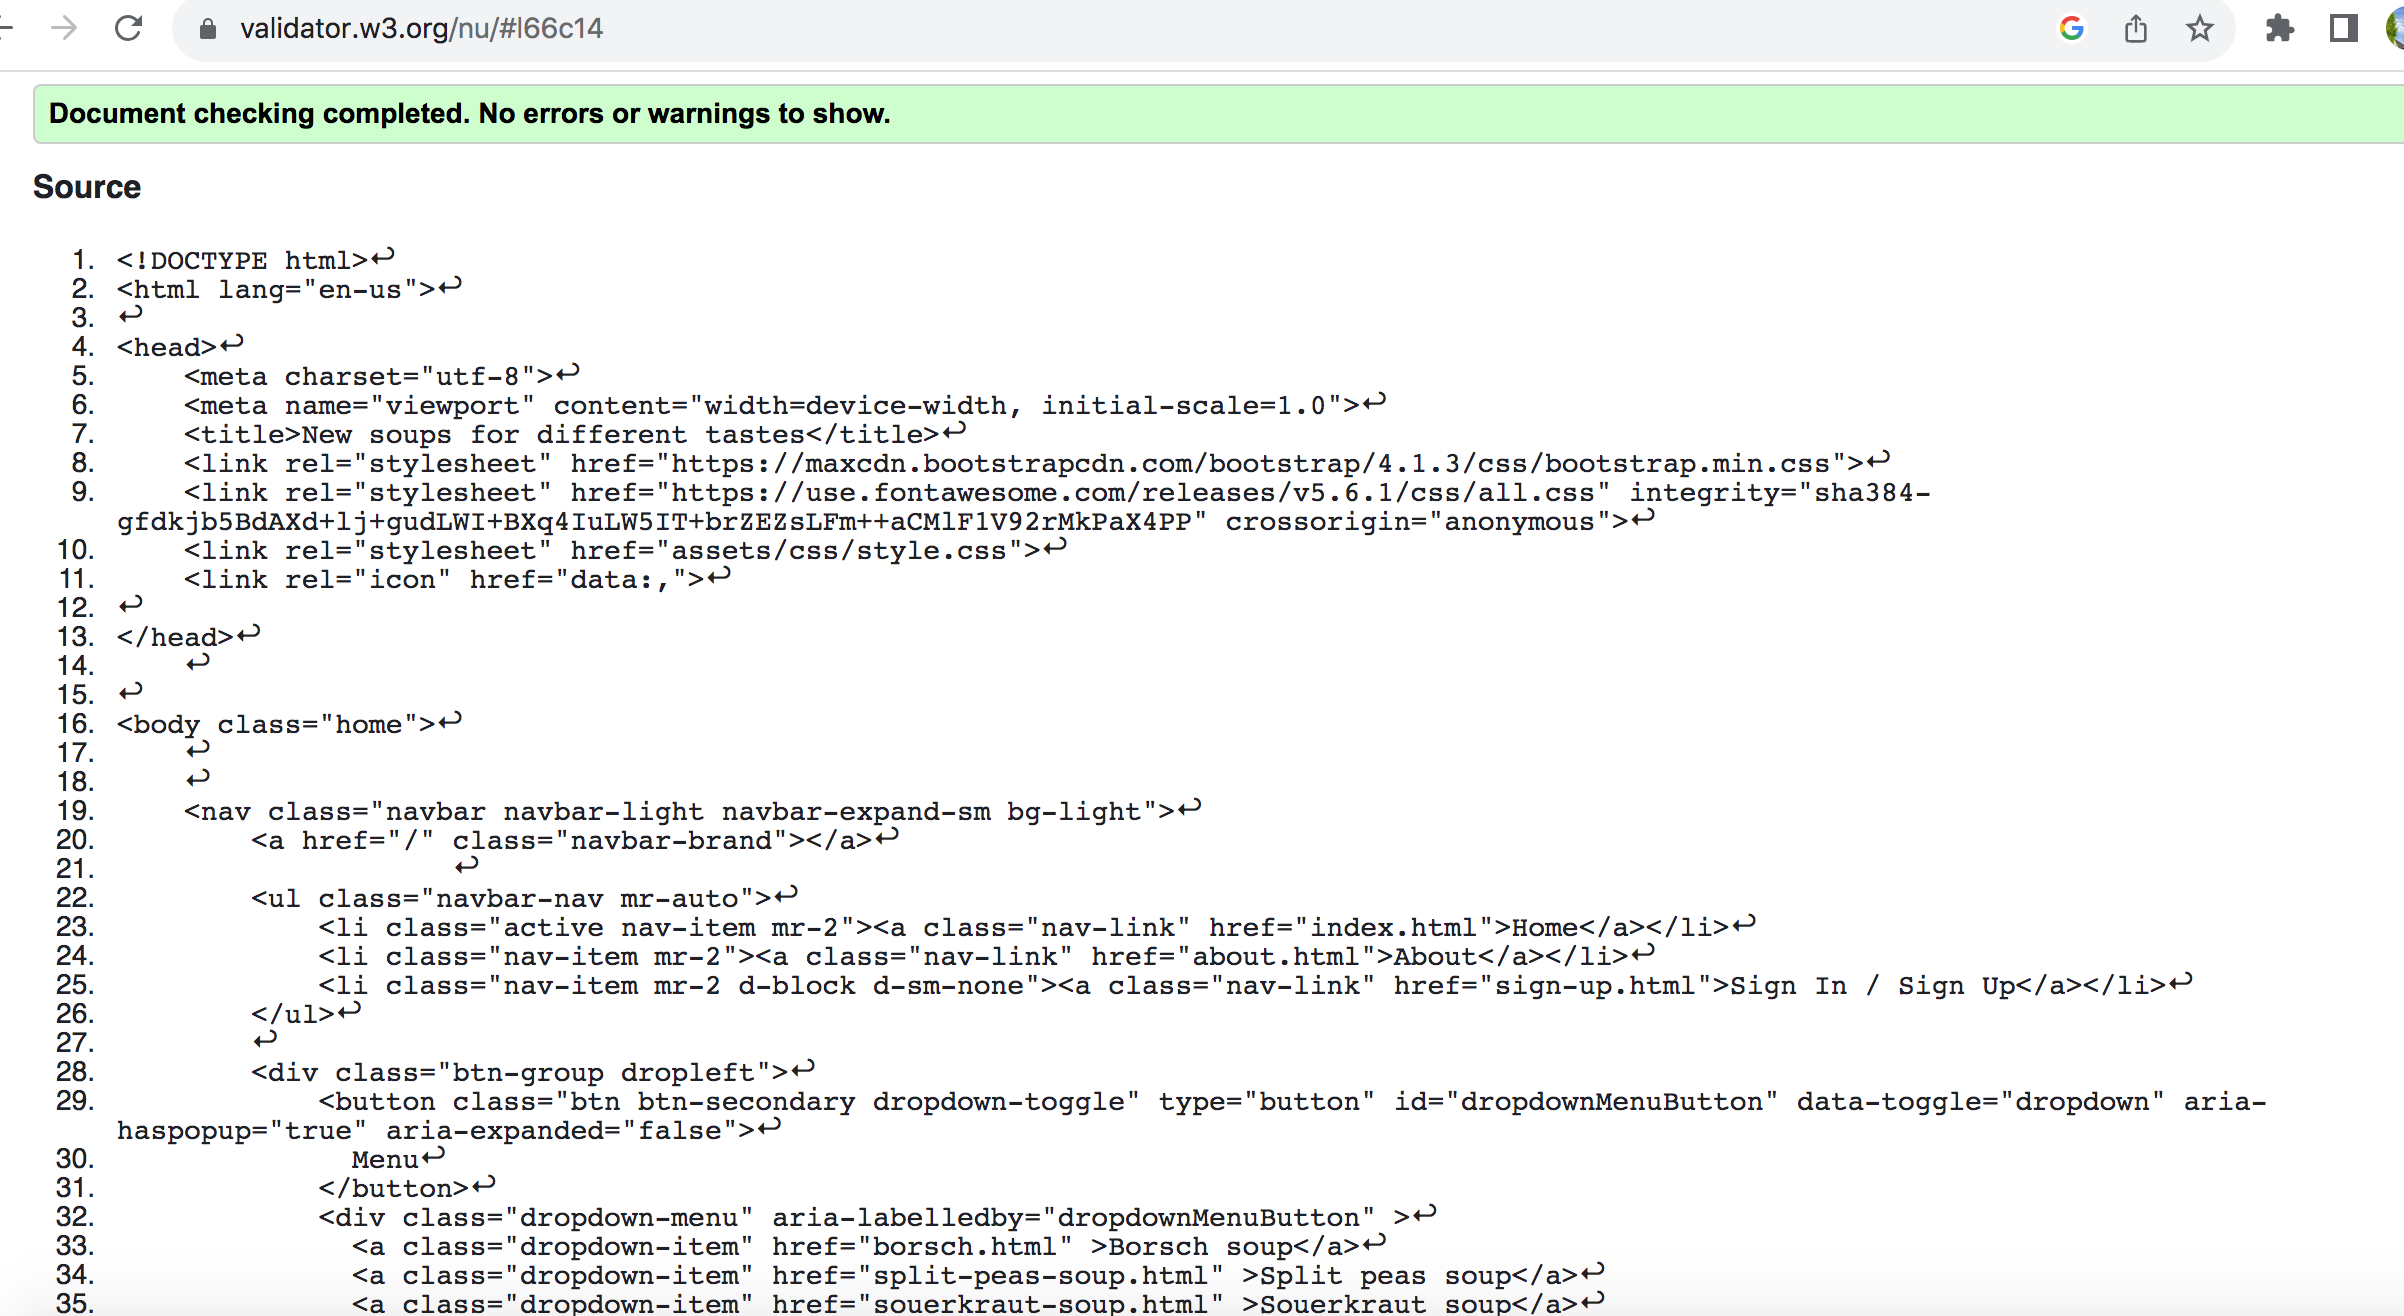 validator.w3.org/nu/#l66c14
Document checking completed. No errors or warnings to show.
Source
1. <!DOCTYPE html>↩
2. <html lang="en-us">↩
3. ↩
4. <head>↩
5. <meta charset="utf-8">↩
6. <meta name="viewport" content="width=device-width, initial-scale=1.0">↩
7. <title>New soups for different tastes</title>↩
8. <link rel="stylesheet" href="https://maxcdn.bootstrapcdn.com/bootstrap/4.1.3/css/bootstrap.min.css">↩
9. <link rel="stylesheet" href="https://use.fontawesome.com/releases/v5.6.1/css/all.css" integrity="sha384-
gfdkjb5BdAXd+lj+gudLWI+BXq4IuLW5IT+brZEZsLFm++aCMlF1V92rMkPaX4PP" crossorigin="anonymous">↩
10. <link rel="stylesheet" href="assets/css/style.css">↩
11. <link rel="icon" href="data:,">↩
12. ↩
13. </head>↩
14. ↩
15. ↩
16. <body class="home">↩
17. ↩
18. ↩
19. <nav class="navbar navbar-light navbar-expand-sm bg-light">↩
20. <a href="/" class="navbar-brand"></a>↩
21. ↩
22. <ul class="navbar-nav mr-auto">↩
23. <li class="active nav-item mr-2"><a class="nav-link" href="index.html">Home</a></li>↩
24. <li class="nav-item mr-2"><a class="nav-link" href="about.html">About</a></li>↩
25. <li class="nav-item mr-2 d-block d-sm-none"><a class="nav-link" href="sign-up.html">Sign In / Sign Up</a></li>↩
26. </ul>↩
27. ↩
28. <div class="btn-group dropleft">↩
29. <button class="btn btn-secondary dropdown-toggle" type="button" id="dropdownMenuButton" data-toggle="dropdown" aria-
haspopup="true" aria-expanded="false">↩
30. Menu↩
31. </button>↩
32. <div class="dropdown-menu" aria-labelledby="dropdownMenuButton" >↩
33. <a class="dropdown-item" href="borsch.html" >Borsch soup</a>↩
34. <a class="dropdown-item" href="split-peas-soup.html" >Split peas soup</a>↩
35. <a class="dropdown-item" href="souerkraut-soup.html" >Souerkraut soup</a>↩